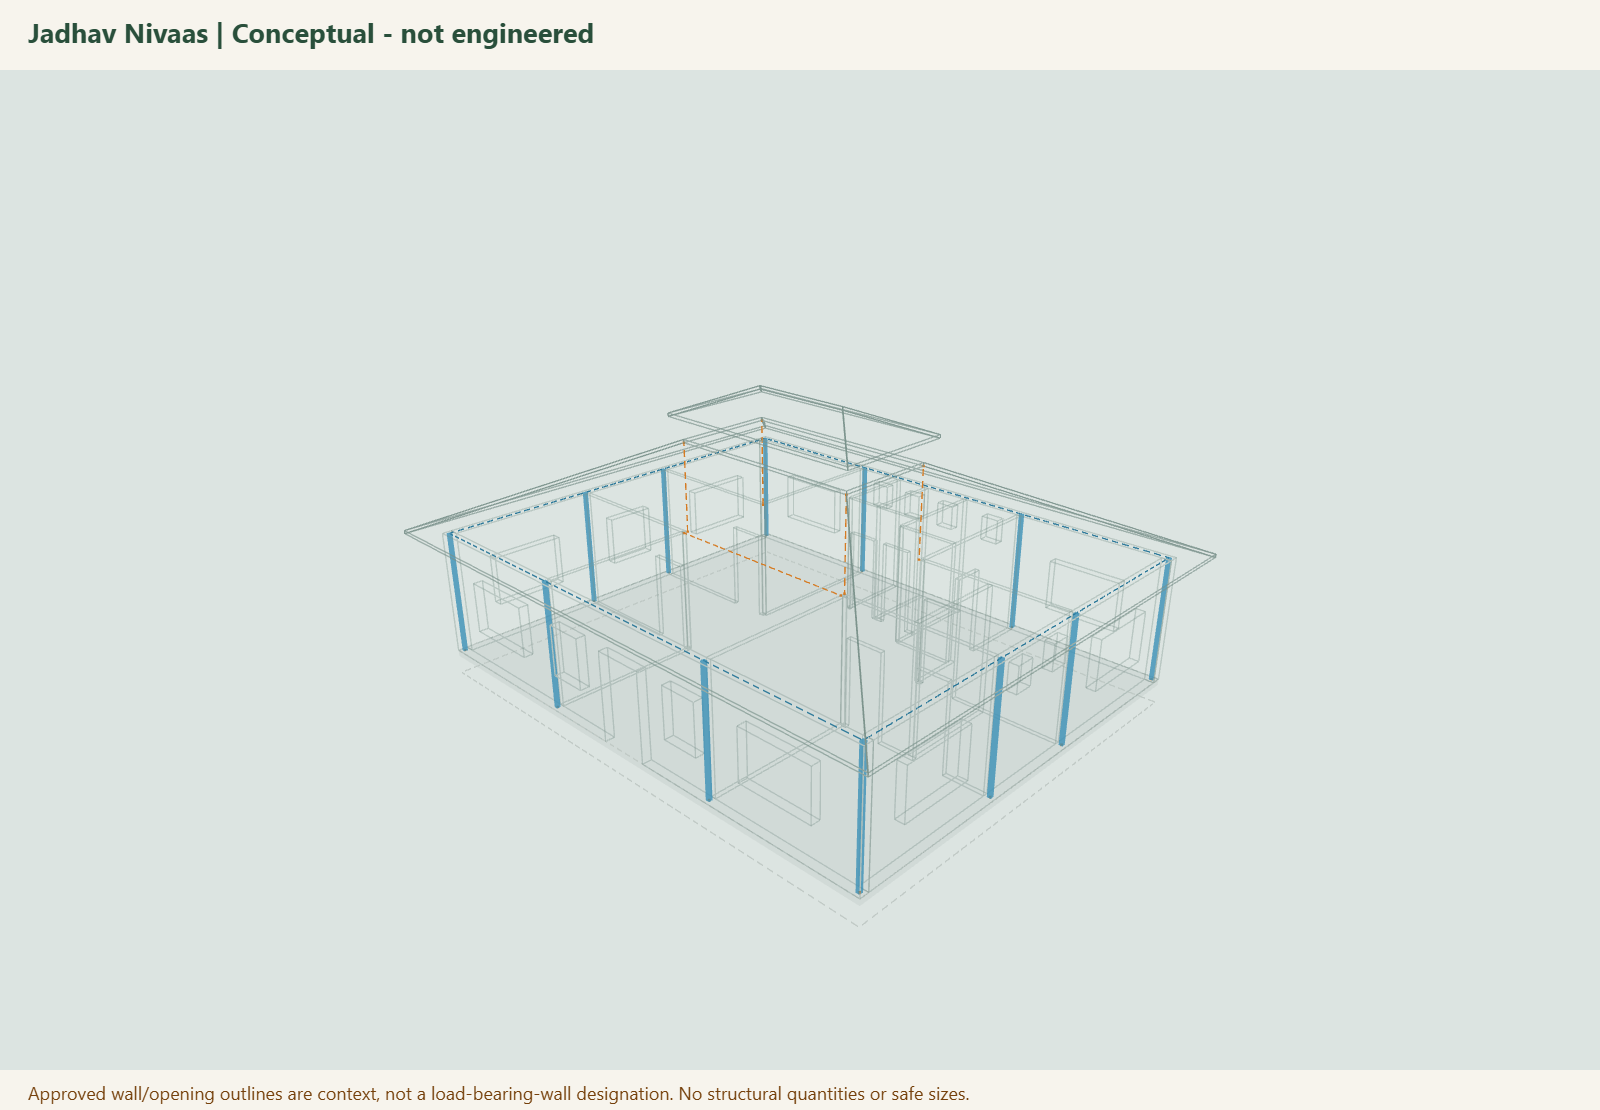 Jadhav Nivaas | Conceptual - not engineered
Approved wall/opening outlines are context, not a load-bearing-wall designation. No structural quantities or safe sizes.